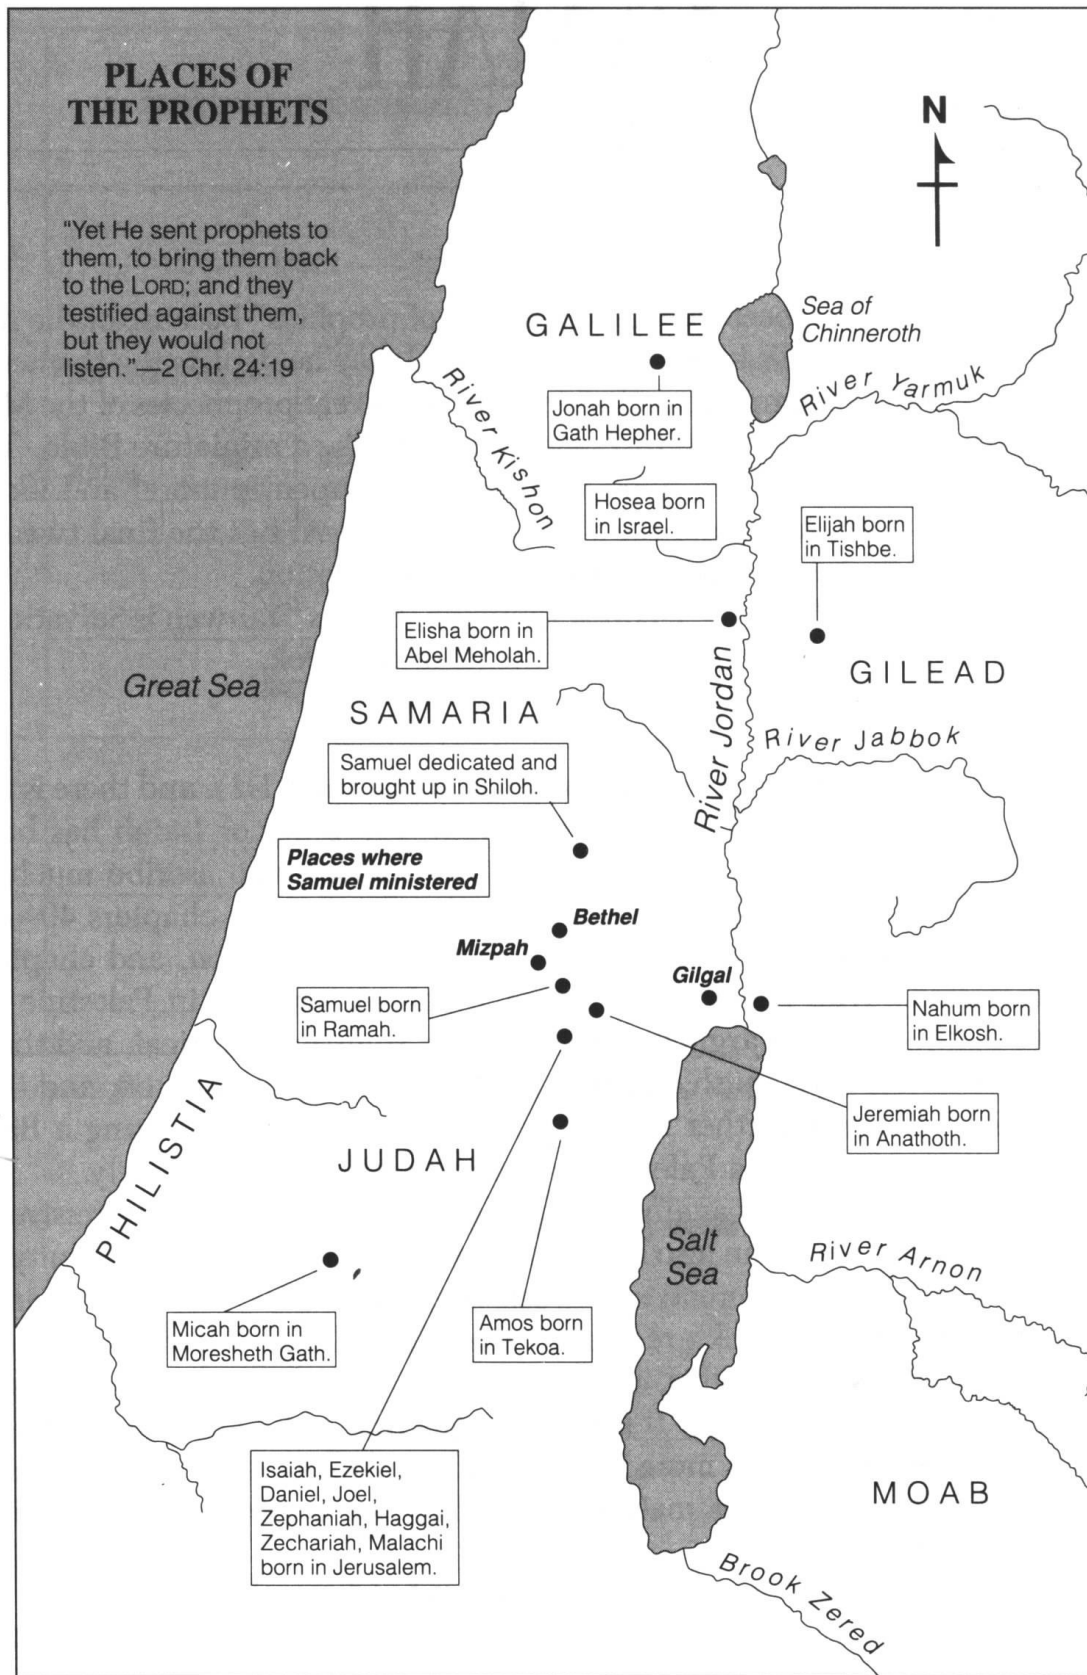 PLACES OF
THE PROPHETS
"Yet He sent prophets to
them, to bring them back
to the LORD; and they
testified against them,
but they would not
listen."—2 Chr. 24:19
N
GALILEE
Sea of
Chinneroth
River Kishon
River Yarmuk
Jonah born in
Gath Hepher.
Hosea born
in Israel.
Elijah born
in Tishbe.
Elisha born in
Abel Meholah.
GILEAD
Great Sea
SAMARIA
River Jordan
River Jabbok
Samuel dedicated and
brought up in Shiloh.
Places where
Samuel ministered
Bethel
Mizpah
Gilgal
Samuel born
in Ramah.
Nahum born
in Elkosh.
Jeremiah born
in Anathoth.
PHILISTIA
JUDAH
Salt
Sea
River Arnon
Micah born in
Moresheth Gath.
Amos born
in Tekoa.
Isaiah, Ezekiel,
Daniel, Joel,
Zephaniah, Haggai,
Zechariah, Malachi
born in Jerusalem.
MOAB
Brook Zered